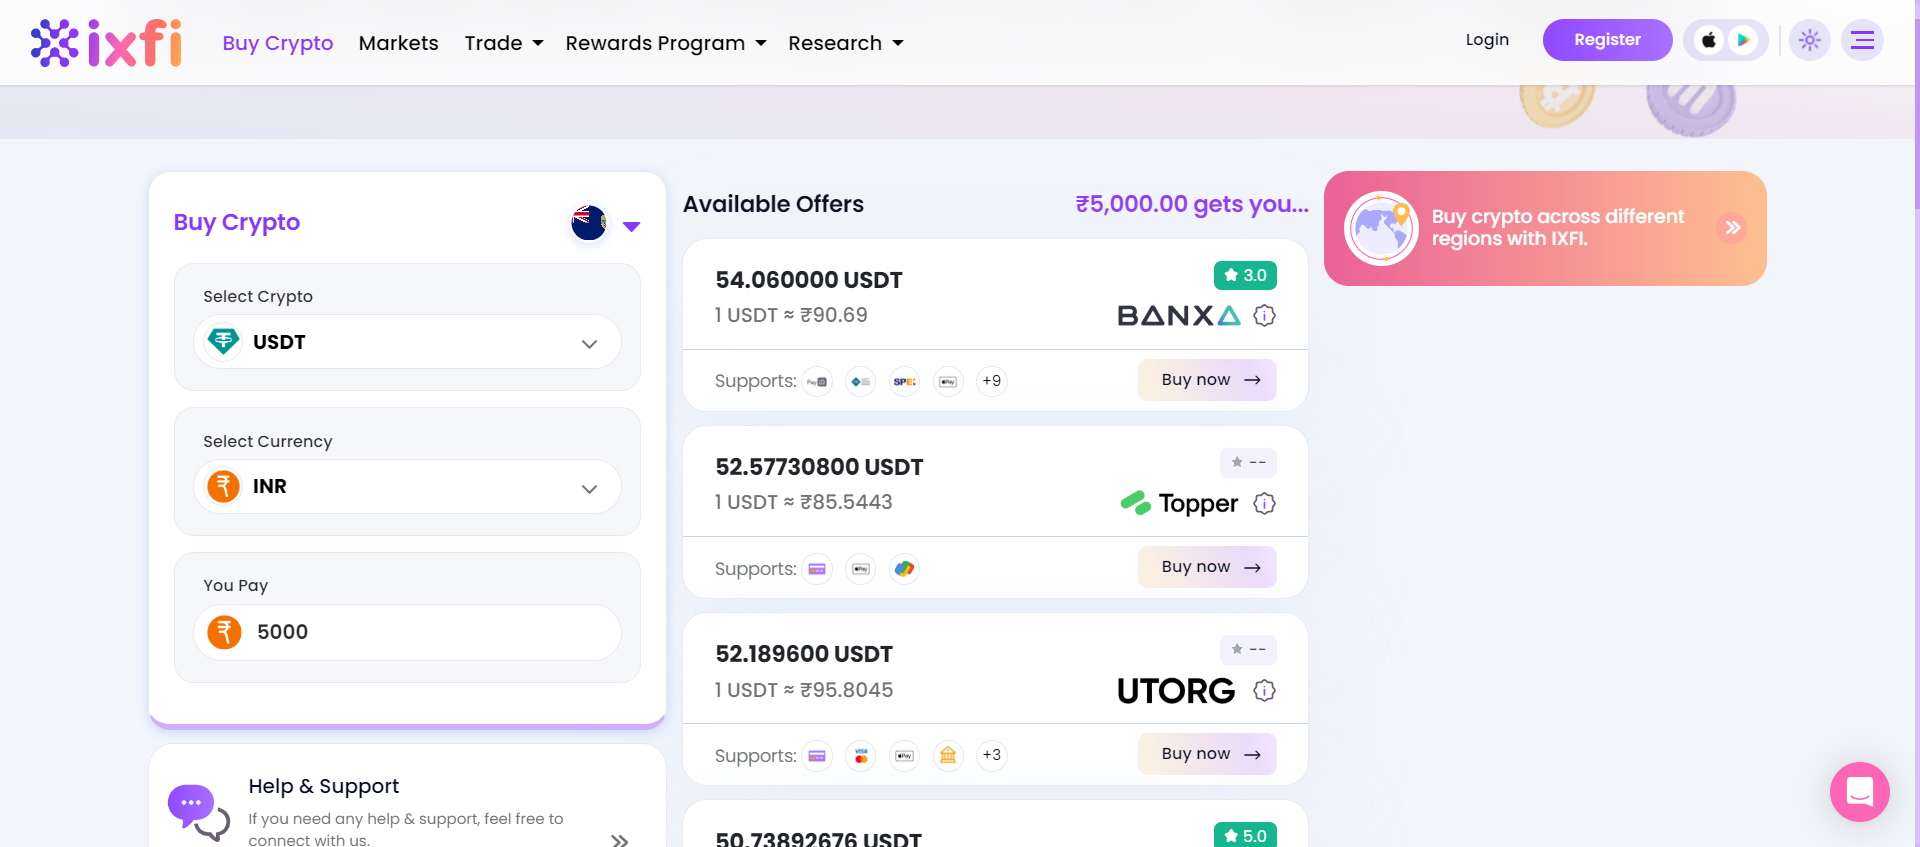 ixfi
Buy Crypto
Markets
Trade
Rewards Program
Research
Login
Register
Buy Crypto
Select Crypto
USDT
Select Currency
INR
You Pay
5000
Help & Support
If you need any help & support, feel free to
connect with us.
Available Offers
₹5,000.00 gets you...
54.060000 USDT
3.0
1 USDT ≈ ₹90.69
BANXA
Supports:
+9
Buy now
52.57730800 USDT
--
1 USDT ≈ ₹85.5443
Topper
Supports:
Buy now
52.189600 USDT
--
1 USDT ≈ ₹95.8045
UTORG
Supports:
+3
Buy now
50.73892676 USDT
5.0
Buy crypto across different
regions with IXFI.